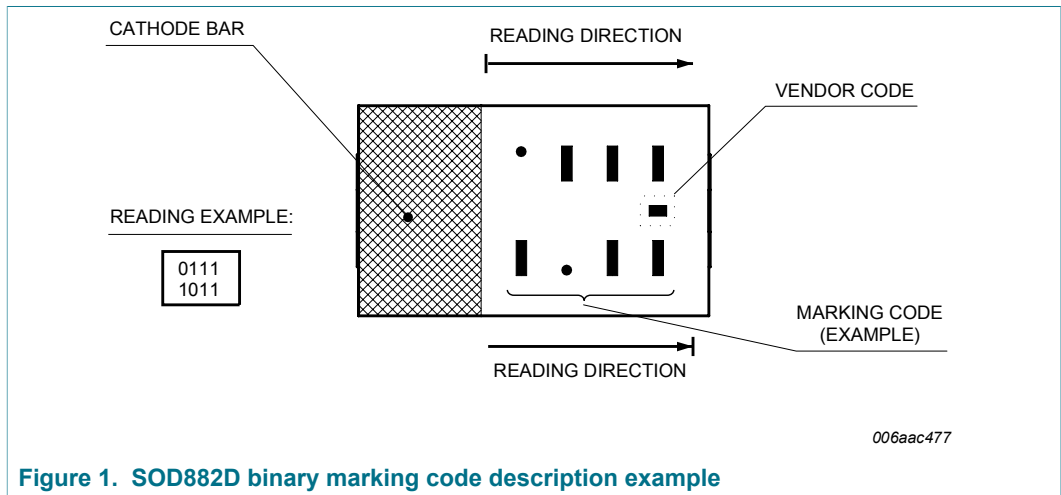 CATHODE BAR
READING DIRECTION
VENDOR CODE
READING EXAMPLE:
0111
1011
MARKING CODE
(EXAMPLE)
READING DIRECTION
006aac477
Figure 1. SOD882D binary marking code description example